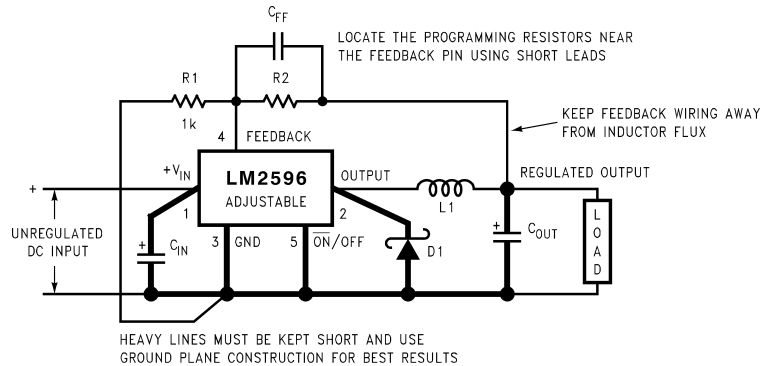 CFF
LOCATE THE PROGRAMMING RESISTORS NEAR
THE FEEDBACK PIN USING SHORT LEADS
R1
R2
1k
KEEP FEEDBACK WIRING AWAY
FROM INDUCTOR FLUX
4 FEEDBACK
+VIN
LM2596
ADJUSTABLE
OUTPUT
REGULATED OUTPUT
+
1
2
L1
UNREGULATED
DC INPUT
+
CIN
3 GND
5 ON/OFF
D1
+
COUT
LOAD
HEAVY LINES MUST BE KEPT SHORT AND USE
GROUND PLANE CONSTRUCTION FOR BEST RESULTS